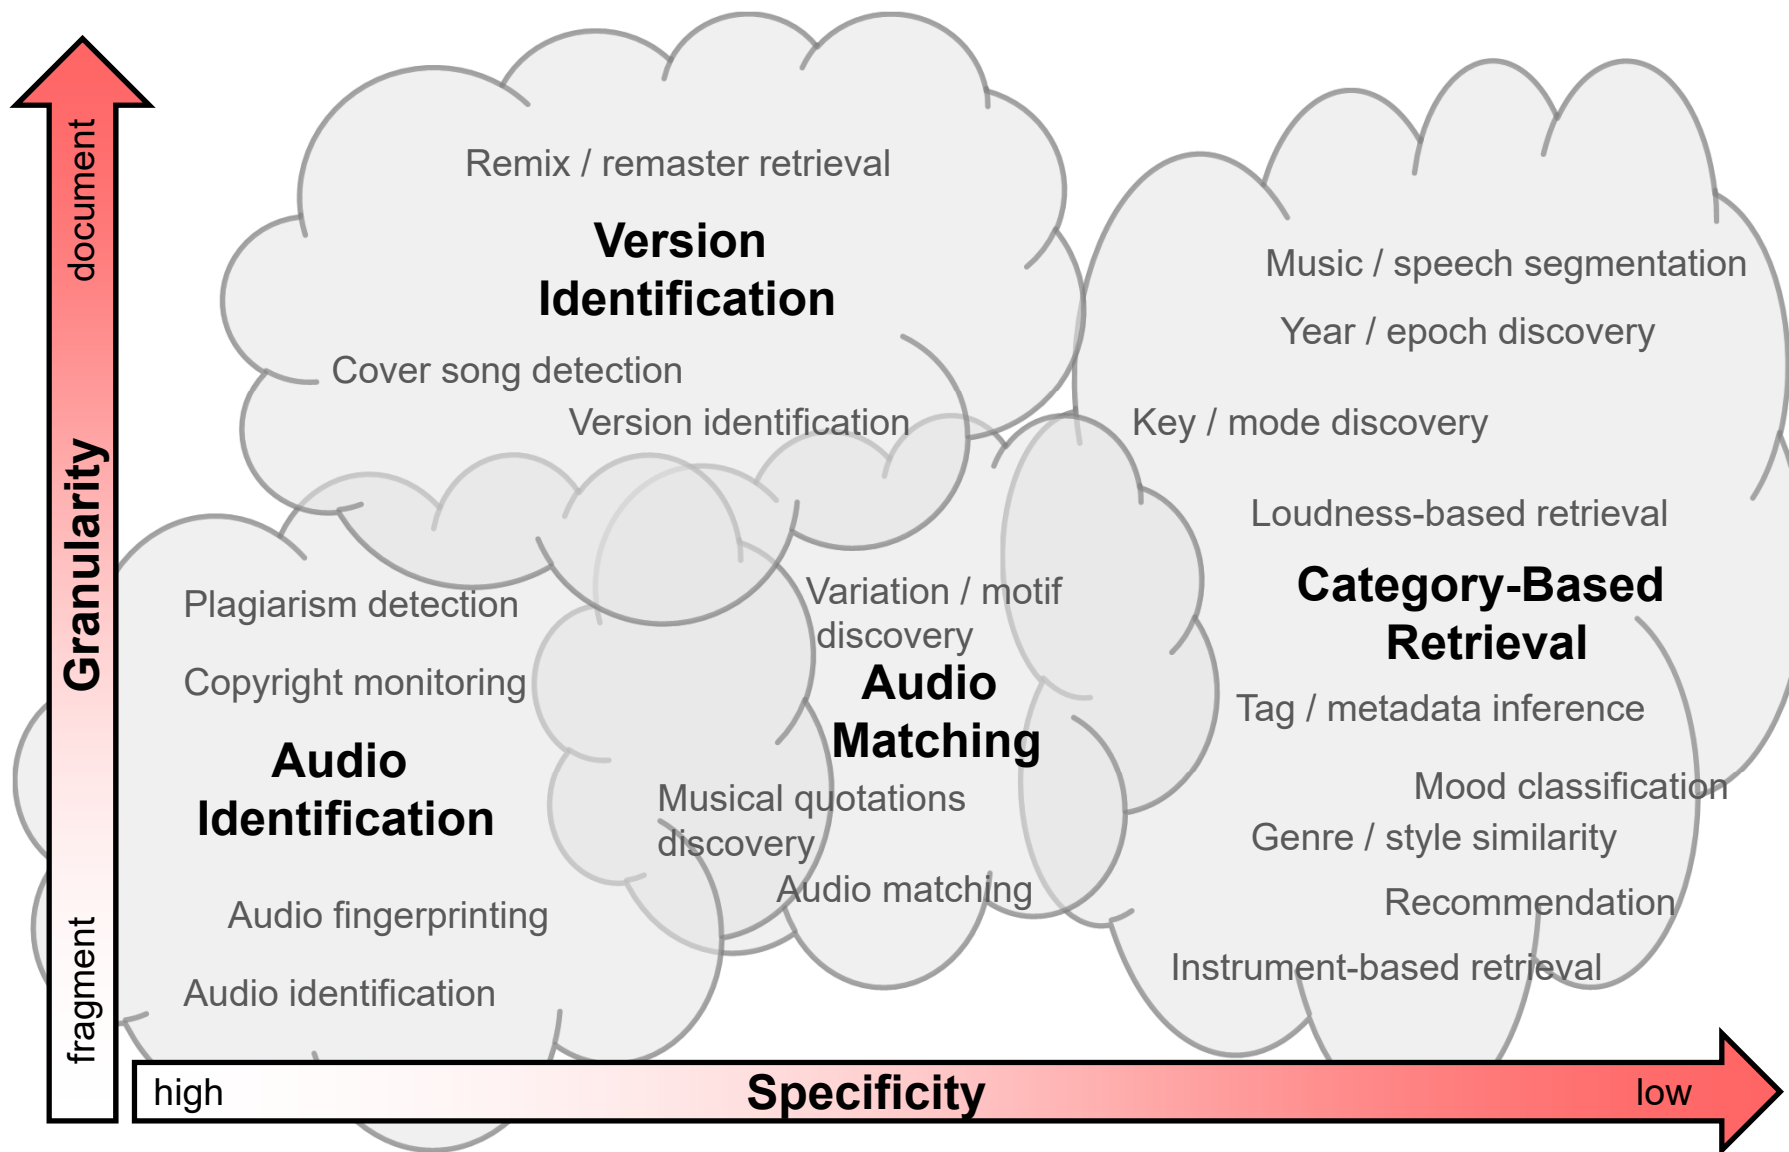 Granularity
document
fragment
Remix / remaster retrieval
Version
Identification
Cover song detection
Version identification
Music / speech segmentation
Year / epoch discovery
Key / mode discovery
Loudness-based retrieval
Category-Based
Retrieval
Tag / metadata inference
Mood classification
Genre / style similarity
Recommendation
Instrument-based retrieval
Plagiarism detection
Copyright monitoring
Audio
Identification
Audio fingerprinting
Audio identification
Variation / motif
discovery
Audio
Matching
Musical quotations
discovery
Audio matching
high
Specificity
low